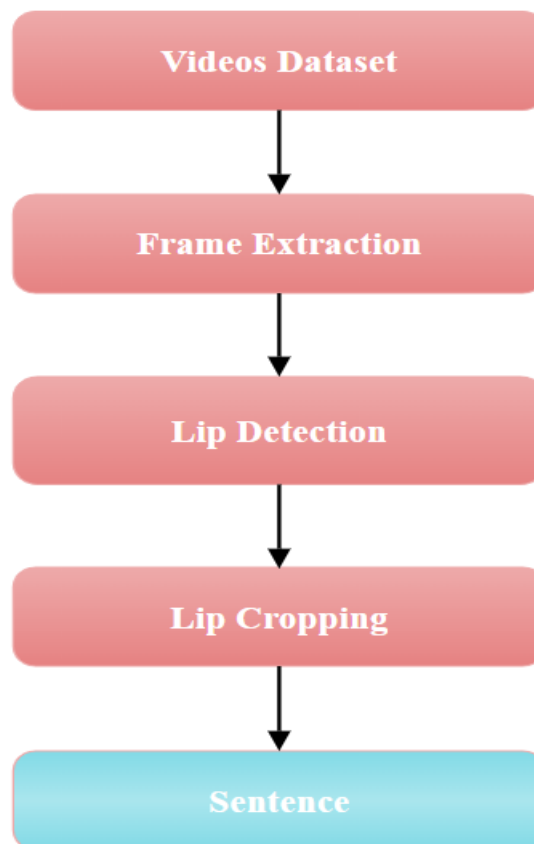 Videos Dataset
Frame Extraction
Lip Detection
Lip Cropping
Sentence